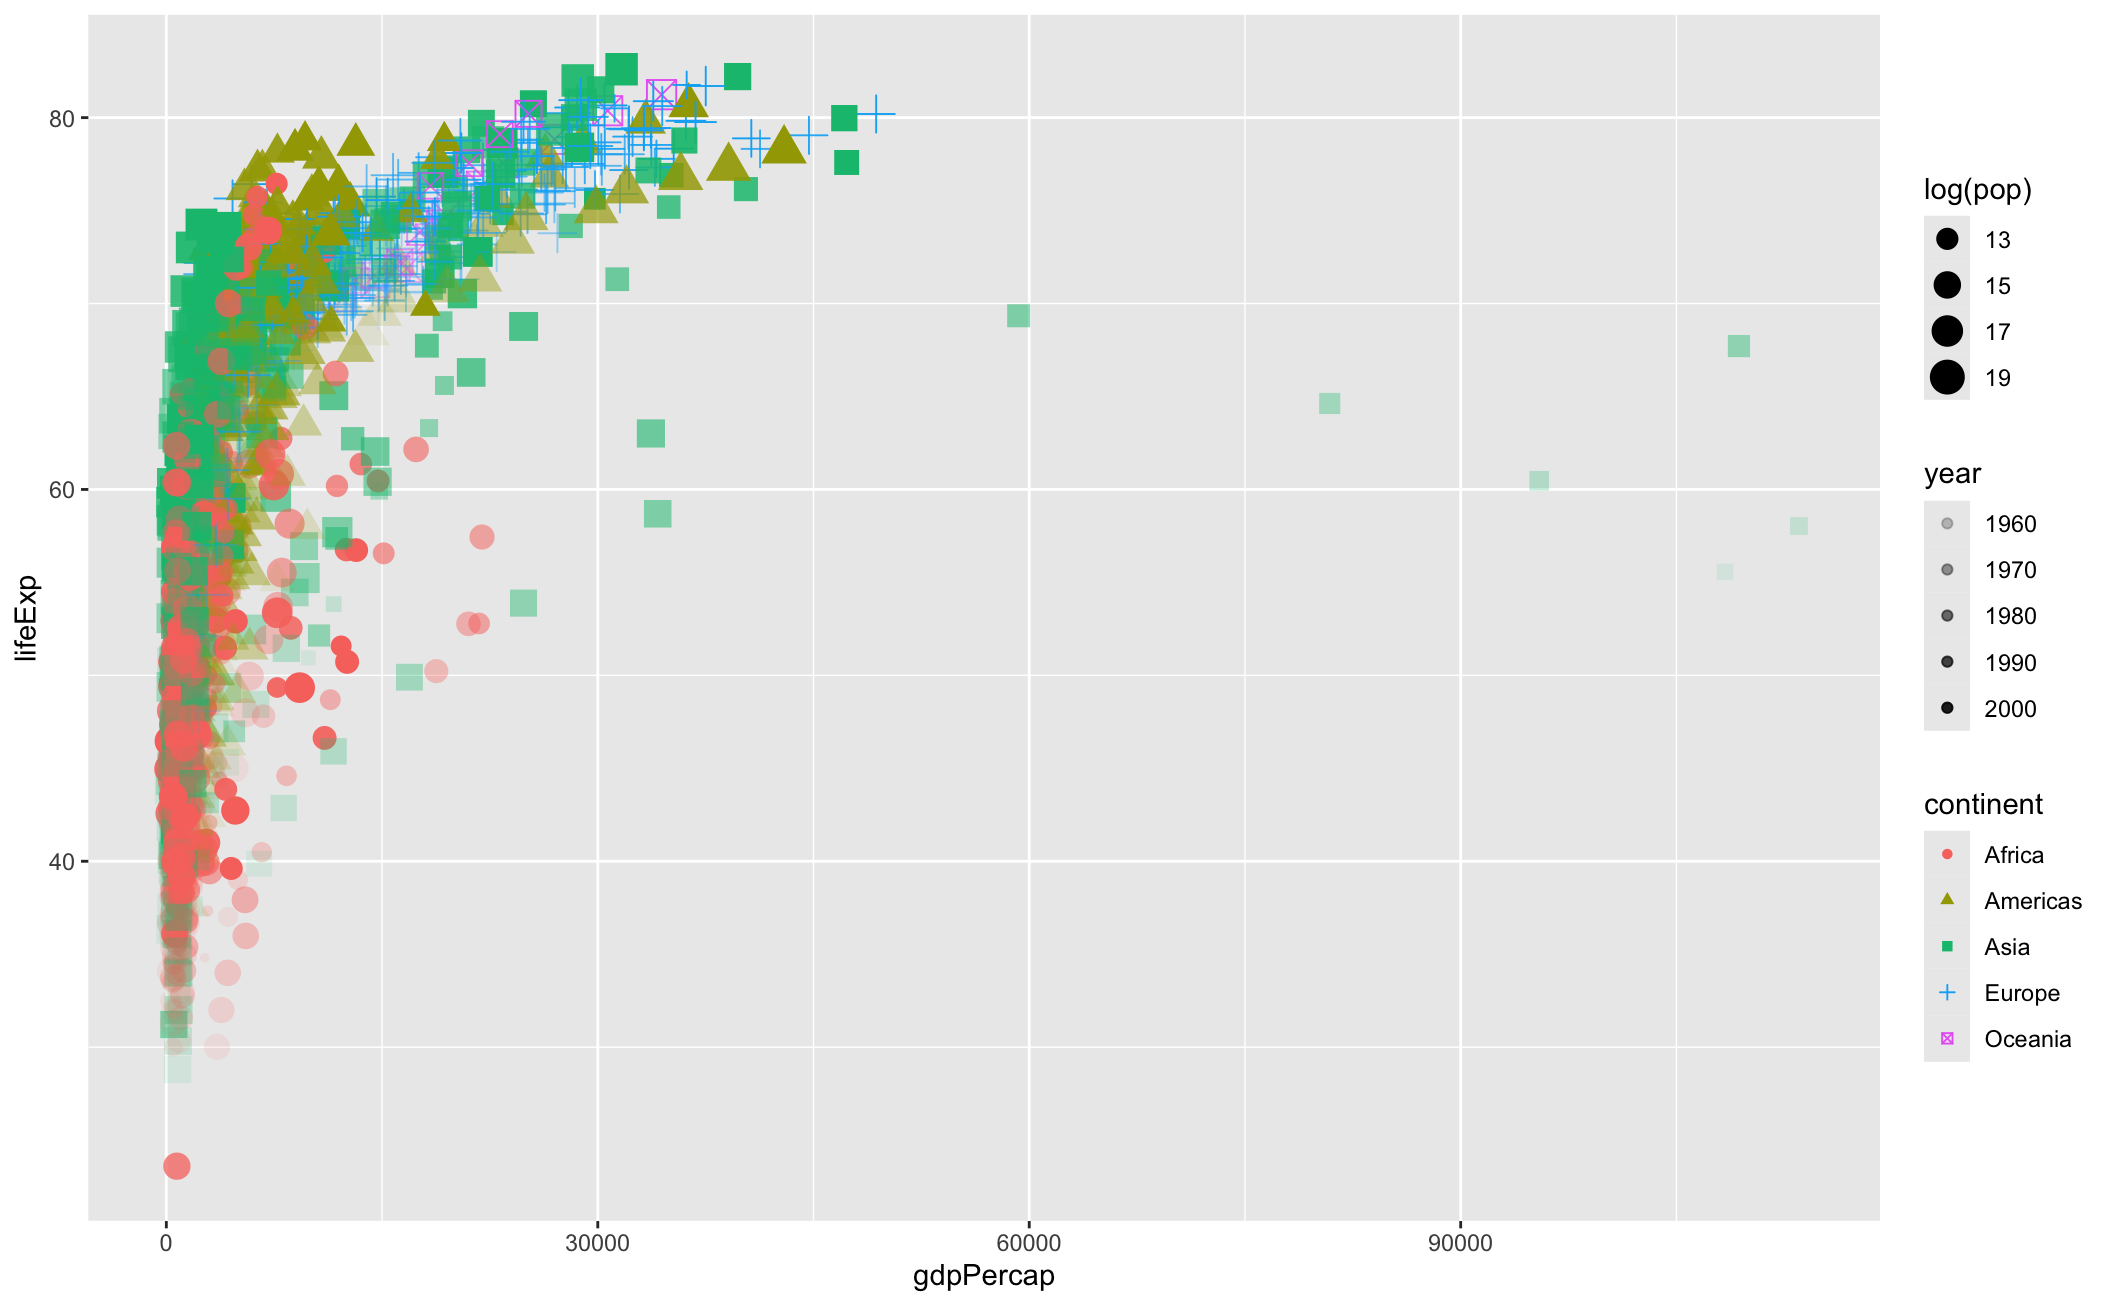 80
60
40
lifeExp
0
30000
60000
90000
gdpPercap
log(pop)
13
15
17
19
year
1960
1970
1980
1990
2000
continent
Africa
Americas
Asia
Europe
Oceania